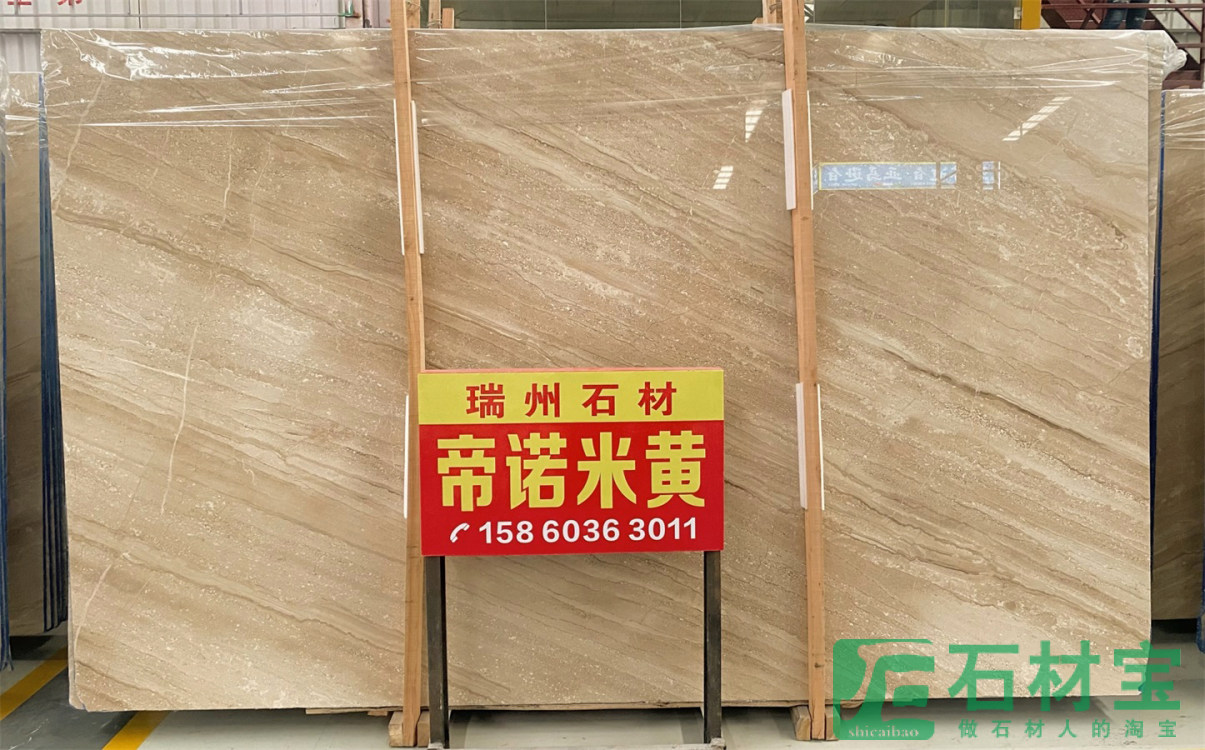 瑞州石材
帝诺米黄
158 6036 3011
石材宝
shicaibao
做石材人的淘宝